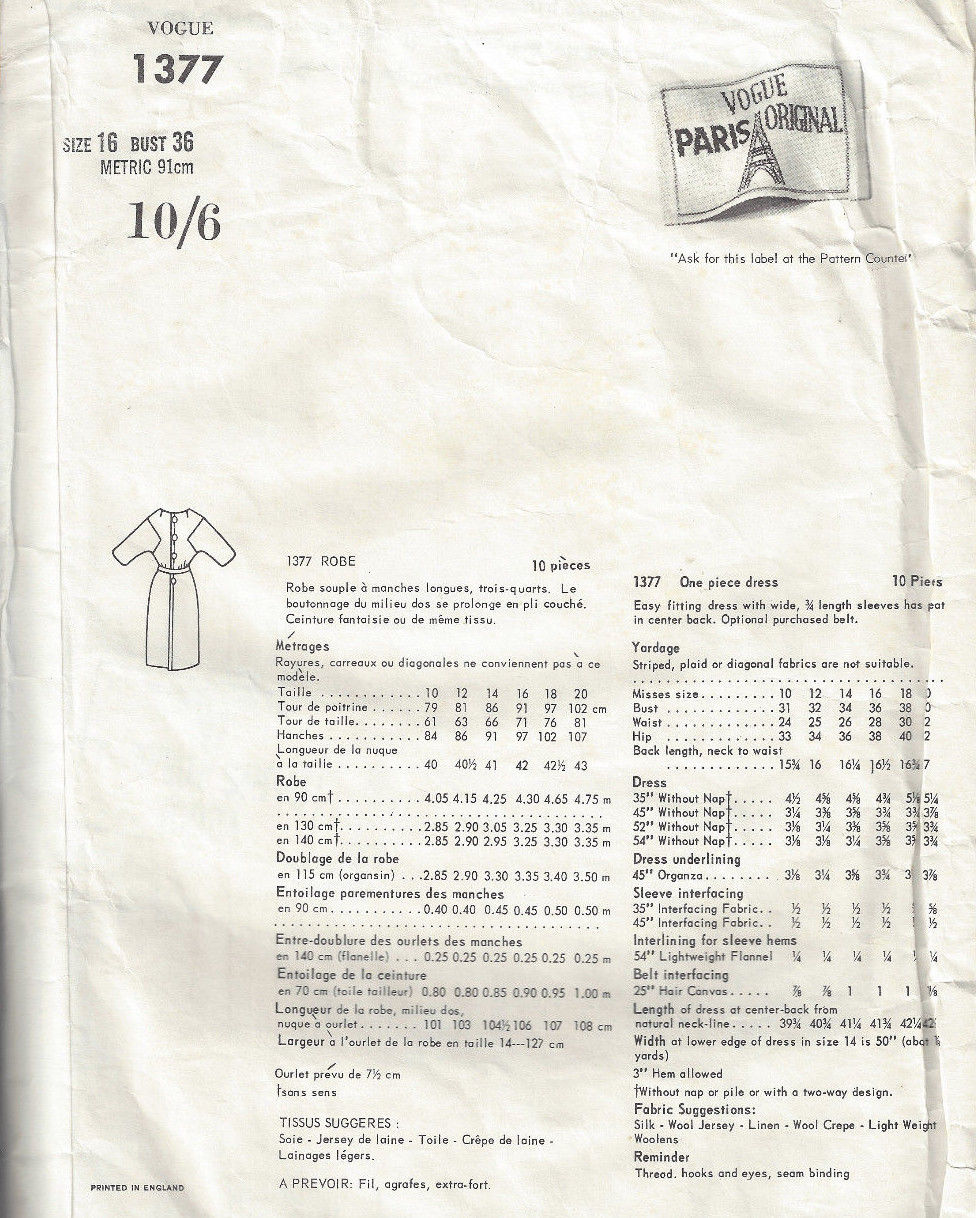 VOGUE
1377
SIZE 16 BUST 36
METRIC 91cm
10/6
VOGUE
PARIS ORIGINAL
"Ask for this label at the Pattern Counter"
1377 ROBE 10 pièces
Robe souple à manches longues, trois-quarts. Le
boutonnage du milieu dos se prolonge en pli couché.
Ceinture fantaisie ou de même tissu.
Métrages
Rayures, carreaux ou diagonales ne conviennent pas à ce
modèle.
Taille . . . . . . . . . . . . 10 12 14 16 18 20
Tour de poitrine . . . . . . . 79 81 86 91 97 102 cm
Tour de taille. . . . . . . . 61 63 66 71 76 81
Hanches . . . . . . . . . . . 84 86 91 97 102 107
Longueur de la nuque
à la taille . . . . . . . . . . 40 40½ 41 42 42½ 43
Robe
en 90 cm† . . . . . . . . . . 4.05 4.15 4.25 4.30 4.65 4.75 m
en 130 cm†. . . . . . . . . . 2.85 2.90 3.05 3.25 3.30 3.35 m
en 140 cm†. . . . . . . . . . 2.85 2.90 2.95 3.25 3.30 3.35 m
Doublage de la robe
en 115 cm (organsin) . . . 2.85 2.90 3.30 3.35 3.40 3.50 m
Entoilage parementures des manches
en 90 cm. . . . . . . . . . . 0.40 0.40 0.45 0.45 0.50 0.50 m
Entre-doublure des ourlets des manches
en 140 cm (flanelle) . . . 0.25 0.25 0.25 0.25 0.25 0.25 m
Entoilage de la ceinture
en 70 cm (toile tailleur) 0.80 0.80 0.85 0.90 0.95 1.00 m
Longueur de la robe, milieu dos,
nuque à ourlet . . . . . . . 101 103 104½ 106 107 108 cm
Largeur à l'ourlet de la robe en taille 14---127 cm
Ourlet prévu de 7½ cm
†sans sens
TISSUS SUGGERES :
Soie - Jersey de laine - Toile - Crêpe de laine -
Lainages légers.
A PREVOIR: Fil, agrafes, extra-fort.
1377 One piece dress 10 Pieces
Easy fitting dress with wide, ¾ length sleeves has
in center back. Optional purchased belt.
Yardage
Striped, plaid or diagonal fabrics are not suitable.
Misses size. . . . . . . . . 10 12 14 16 18 0
Bust . . . . . . . . . . . . . 31 32 34 36 38 0
Waist . . . . . . . . . . . . . 24 25 26 28 30 2
Hip . . . . . . . . . . . . . 33 34 36 38 40 2
Back length, neck to waist
. . . . . . . . . . . . . 15¾ 16 16¼ 16½ 16¾ 7
Dress
35" Without Nap†. . . . . 4½ 4⅝ 4⅝ 4¾ 5⅛ 5¼
45" Without Nap†. . . . . 3¼ 3⅜ 3⅜ 3¾ 3¾ 3⅞
52" Without Nap†. . . . . 3⅛ 3¼ 3⅜ 3⅝ 3⅝ 3¾
54" Without Nap†. . . . . 3⅛ 3⅛ 3¼ 3⅝ 3⅝ 3¾
Dress underlining
45" Organza. . . . . . . . . 3⅛ 3¼ 3⅝ 3¾ 3 3⅞
Sleeve interfacing
35" Interfacing Fabric. . ½ ½ ½ ½ ⅝
45" Interfacing Fabric. . ½ ½ ½ ½ ½
Interlining for sleeve hems
54" Lightweight Flannel ¼ ¼ ¼ ¼ ¼
Belt interfacing
25" Hair Canvas. . . . . ⅞ ⅞ 1 1 1 ⅛
Length of dress at center-back from
natural neck-line. . . . . 39¾ 40¾ 41¼ 41¾ 42¼ 42
Width at lower edge of dress in size 14 is 50"
yards)
3" Hem allowed
†Without nap or pile or with a two-way design.
Fabric Suggestions:
Silk - Wool Jersey - Linen - Wool Crepe - Light Weight
Woolens
Reminder
Thread. hooks and eyes, seam binding
PRINTED IN ENGLAND